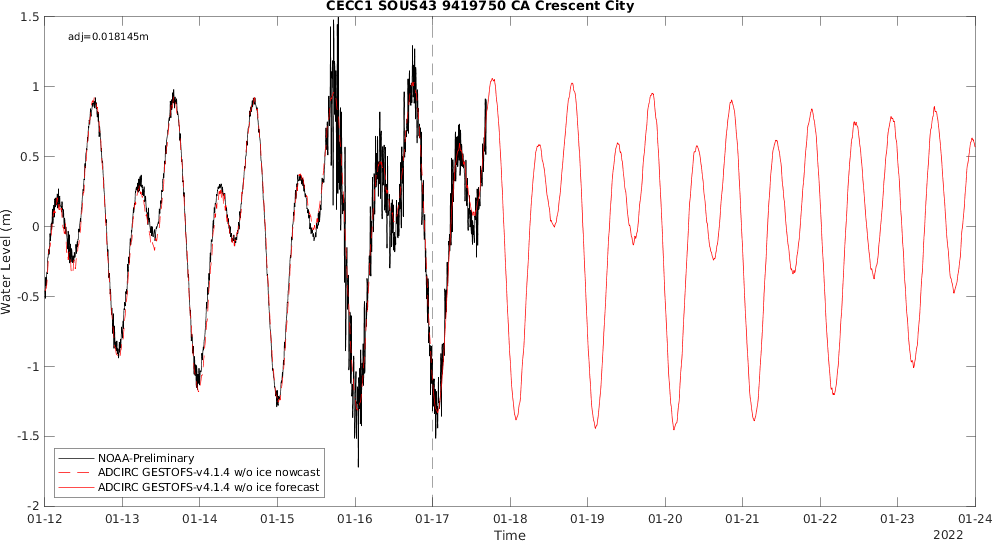 CECC1 SOUS43 9419750 CA Crescent City
adj=0.018145m
1.5
1
0.5
0
-0.5
-1
-1.5
-2
Water Level (m)
NOAA-Preliminary
ADCIRC GESTOFS-v4.1.4 w/o ice nowcast
ADCIRC GESTOFS-v4.1.4 w/o ice forecast
01-12 01-13 01-14 01-15 01-16 01-17 01-18 01-19 01-20 01-21 01-22 01-23 01-24
Time
2022